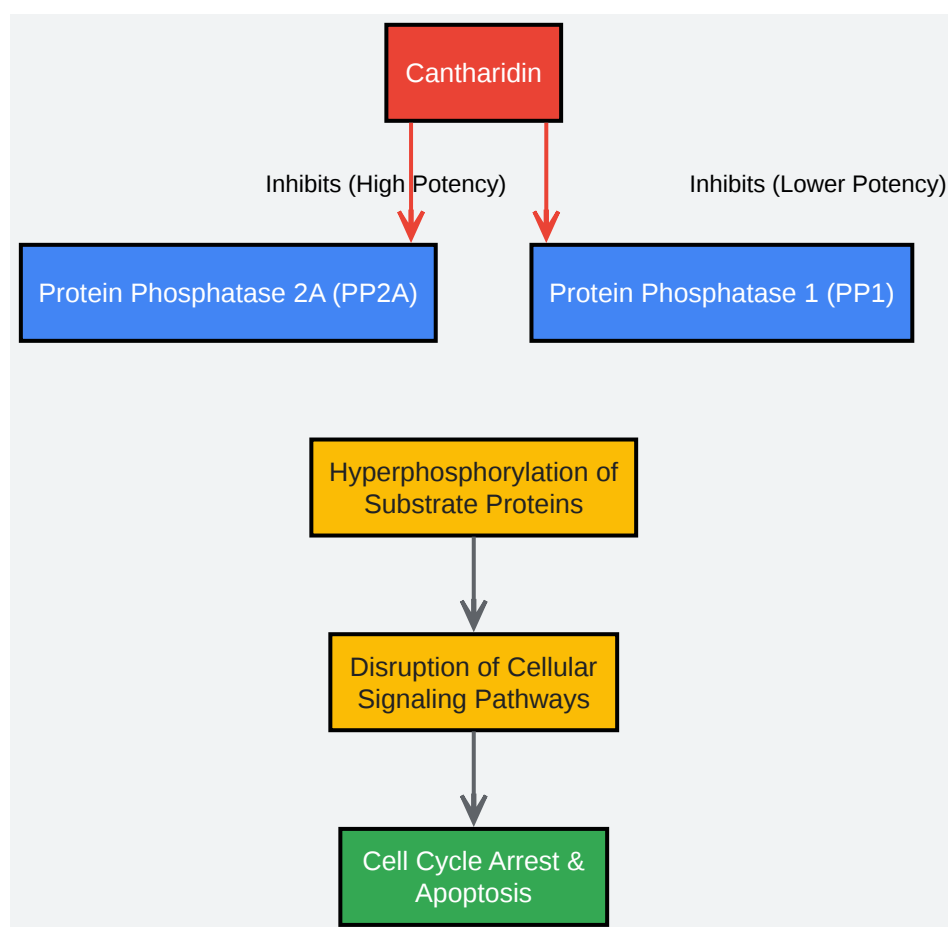 Cantharidin
Inhibits (High Potency)
Inhibits (Lower Potency)
Protein Phosphatase 2A (PP2A)
Protein Phosphatase 1 (PP1)
Hyperphosphorylation of
Substrate Proteins
Disruption of Cellular
Signaling Pathways
Cell Cycle Arrest &
Apoptosis